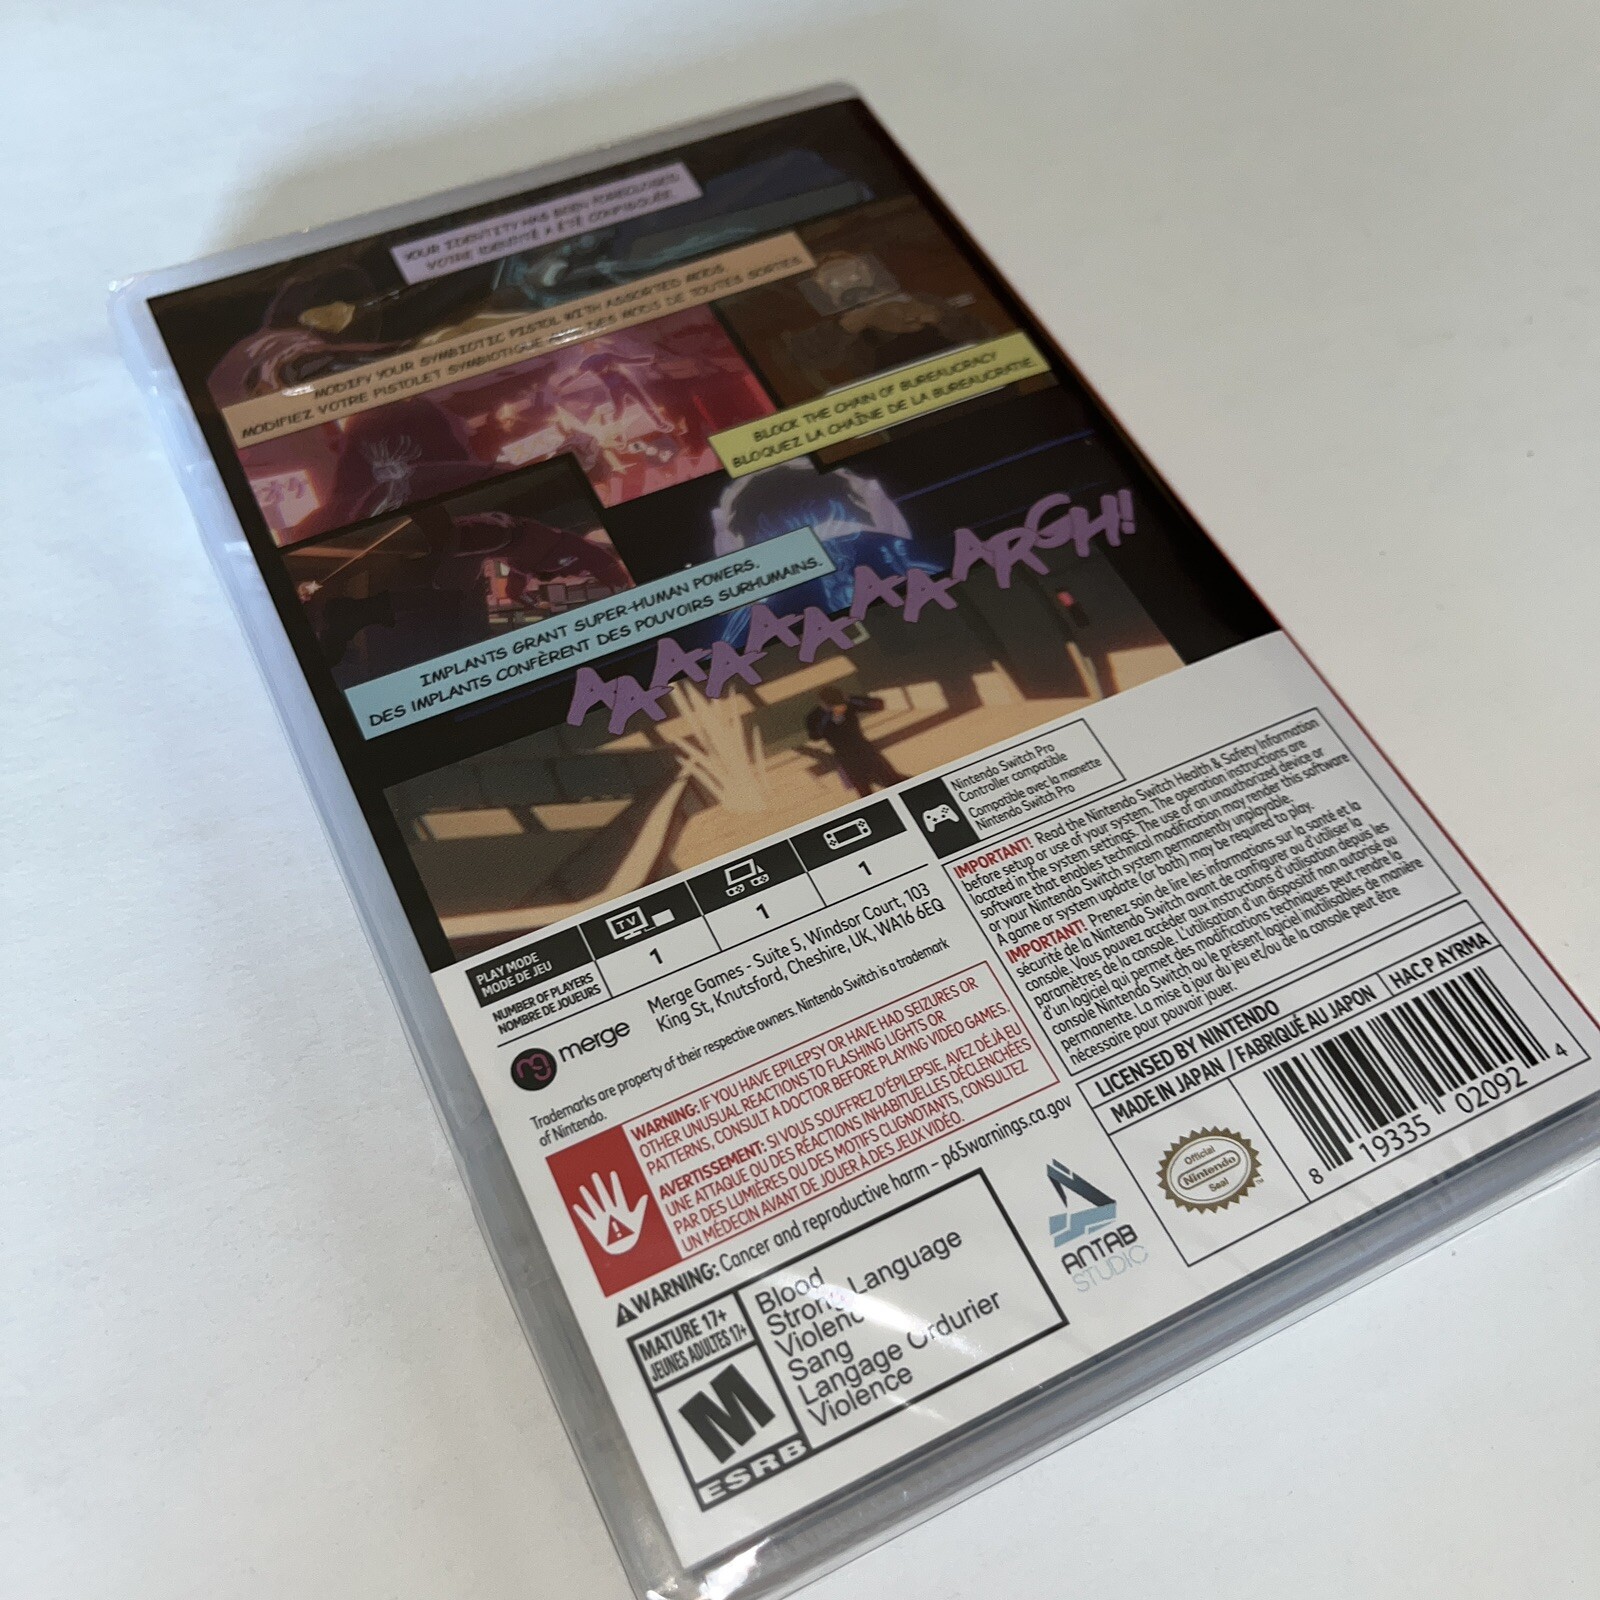 YOUR IDENTITY HAS BEEN FORECLOSED
VOTRE IDENTITÉ A ÉTÉ CONFISQUÉE.
MODIFY YOUR SYMBIOTIC PISTOL WITH ASSORTED MODS.
MODIFIEZ VOTRE PISTOLET SYMBIOTIQUE AVEC DES MODS DE TOUTES SORTES.
BLOCK THE CHAIN OF BUREAUCRACY
BLOQUEZ LA CHAÎNE DE LA BUREAUCRATIE.
IMPLANTS GRANT SUPER-HUMAN POWERS.
DES IMPLANTS CONFÈRENT DES POUVOIRS SURHUMAINS.
AAAAAAAAARGH!
Nintendo Switch Pro
Controller compatible
Compatible avec la manette
Nintendo Switch Pro
TV
PLAY MODE
MODE DE JEU
NUMBER OF PLAYERS
NOMBRE DE JOUEURS
1
1
1
merge
Merge Games - Suite 5, Windsor Court, 103
King St, Knutsford, Cheshire, UK, WA16 6EQ
Trademarks are property of their respective owners. Nintendo Switch is a trademark
of Nintendo.
IMPORTANT! Read the Nintendo Switch Health & Safety Information
before setup or use of your system. The operation instructions are
located in the system settings. The use of an unauthorized device or
software that enables technical modification may render this software
or your Nintendo Switch system permanently unplayable.
A game or system update (or both) may be required to play.
IMPORTANT! Prenez soin de lire les informations sur la santé et la
sécurité de la Nintendo Switch avant de configurer ou d'utiliser la
console. Vous pouvez accéder aux instructions d'utilisation depuis les
paramètres de la console. L'utilisation d'un dispositif non autorisé ou
d'un logiciel qui permet des modifications techniques peut rendre la
console Nintendo Switch ou le présent logiciel inutilisables de manière
permanente. La mise à jour du jeu et/ou de la console peut être
nécessaire pour pouvoir jouer.
WARNING: IF YOU HAVE EPILEPSY OR HAVE HAD SEIZURES OR
OTHER UNUSUAL REACTIONS TO FLASHING LIGHTS OR
PATTERNS, CONSULT A DOCTOR BEFORE PLAYING VIDEO GAMES.
AVERTISSEMENT: SI VOUS SOUFFREZ D'ÉPILEPSIE, AVEZ DÉJÀ EU
UNE ATTAQUE OU DES RÉACTIONS INHABITUELLES DÉCLENCHÉES
PAR DES LUMIÈRES OU DES MOTIFS CLIGNOTANTS, CONSULTEZ
UN MÉDECIN AVANT DE JOUER À DES JEUX VIDÉO.
WARNING: Cancer and reproductive harm - p65warnings.ca.gov
LICENSED BY NINTENDO
MADE IN JAPAN / FABRIQUÉ AU JAPON
HAC P AYRMA
Official
Nintendo
Seal
TM
8 19335 02092 4
ANTAB
STUDIO
MATURE 17+
JEUNES ADULTES 17+
M
ESRB
Blood
Strong Language
Violence
Sang
Langage Ordurier
Violence